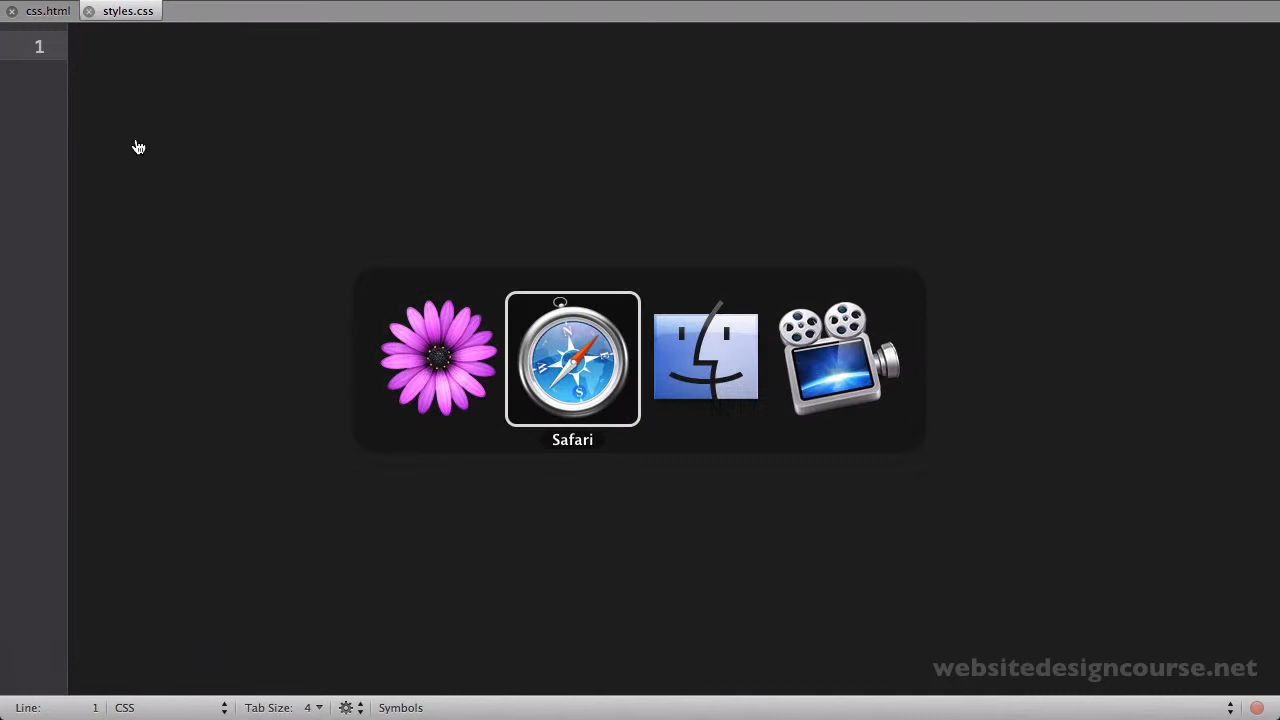 css.html
styles.css
1
N
E
W
S
Safari
websitedesigncourse.net
Line: 1 CSS Tab Size: 4 Symbols